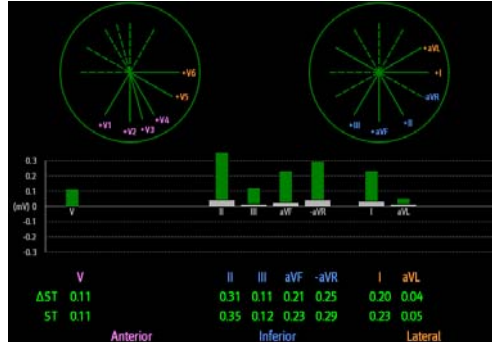 +V6
+V5
+V4
+V3
+V2
+V1
+aVL
+I
-aVR
+II
+aVF
+III
0.3
0.2
0.1
(mV) 0
-0.1
-0.2
-0.3
V II III aVF -aVR I aVL
V II III aVF -aVR I aVL
ΔST 0.11 0.31 0.11 0.21 0.25 0.20 0.04
ST 0.11 0.35 0.12 0.23 0.29 0.23 0.05
Anterior Inferior Lateral